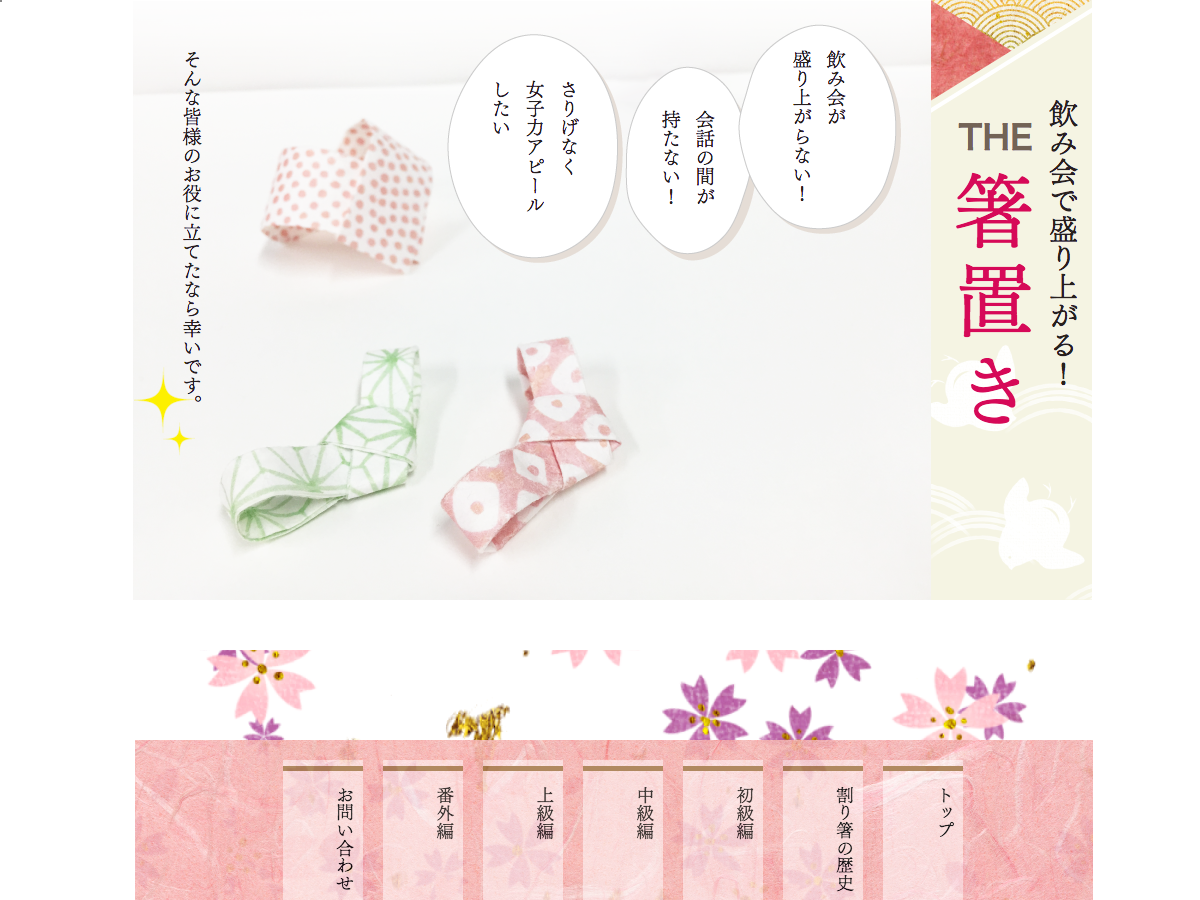 飲み会で盛り上がる！
THE
箸置き
飲み会が
盛り上がらない！
会話の間が
持たない！
さりげなく
女子力アピール
したい
そんな皆様のお役に立てたなら幸いです。
トップ
割り箸の歴史
初級編
中級編
上級編
番外編
お問い合わせ